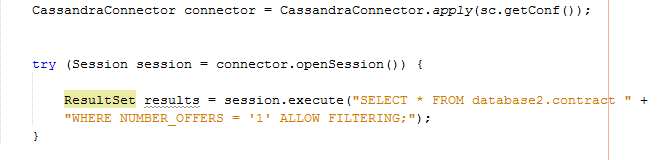 CassandraConnector connector = CassandraConnector.apply(sc.getConf());
try (Session session = connector.openSession()) {
ResultSet results = session.execute("SELECT * FROM database2.contract " +
"WHERE NUMBER_OFFERS = '1' ALLOW FILTERING;");
}